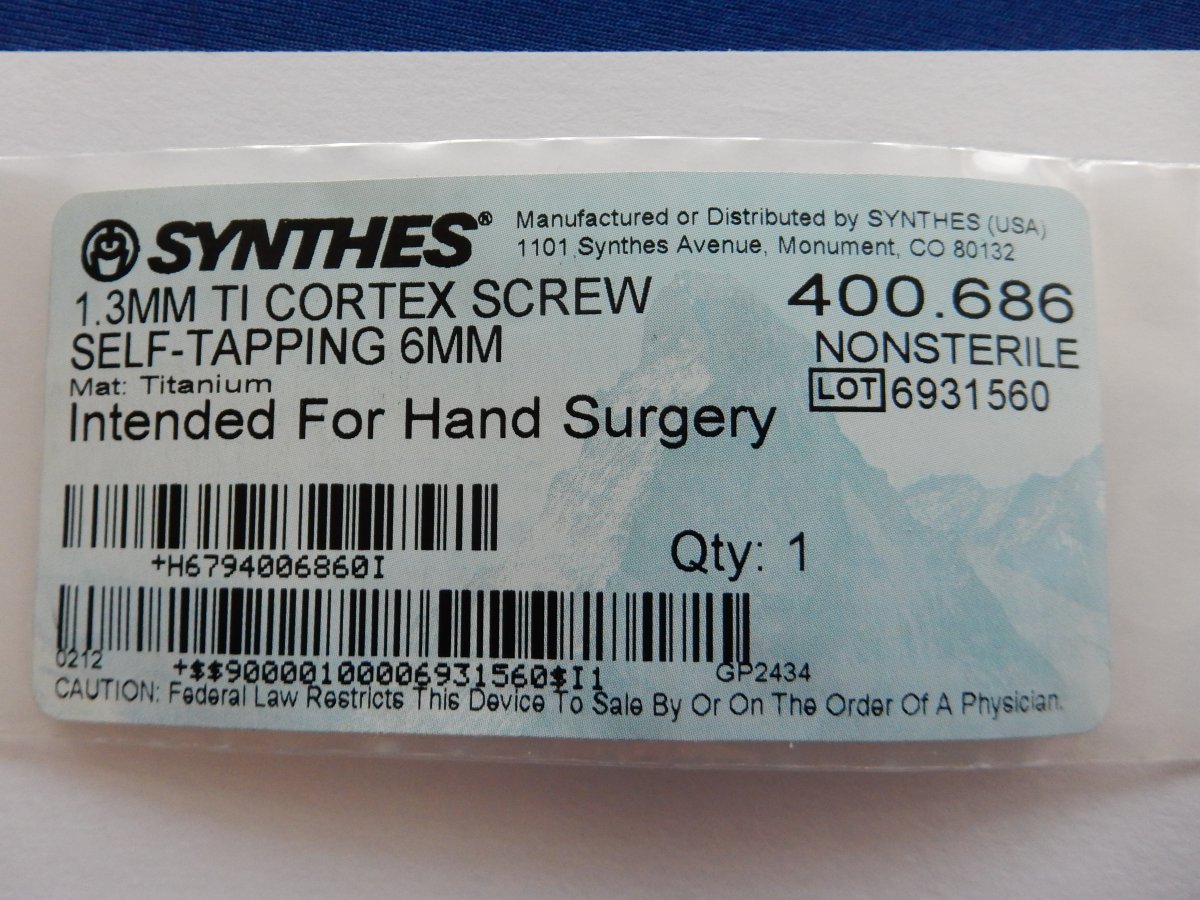 SYNTHES® Manufactured or Distributed by SYNTHES (USA)
1101 Synthes Avenue, Monument, CO 80132
1.3MM TI CORTEX SCREW 400.686
SELF-TAPPING 6MM NONSTERILE
Mat: Titanium LOT 6931560
Intended For Hand Surgery
Qty: 1
+H6794006860I
0212 +$$900000100006931560$I1 GP2434
CAUTION: Federal Law Restricts This Device To Sale By Or On The Order Of A Physician.